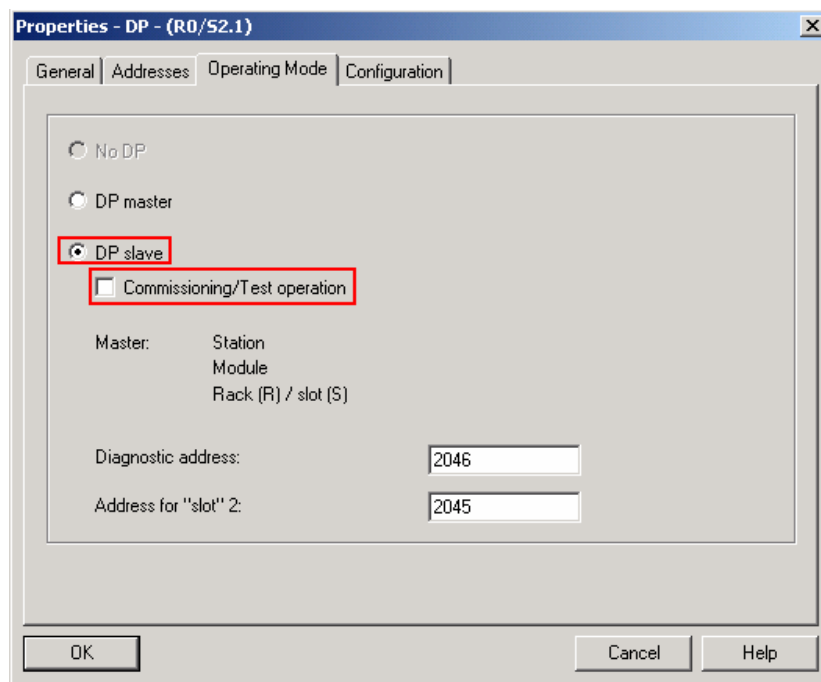 Properties - DP - (R0/S2.1)
General Addresses Operating Mode Configuration
No DP
DP master
DP slave
Commissioning/Test operation
Master: Station
Module
Rack (R) / slot (S)
Diagnostic address: 2046
Address for "slot" 2: 2045
OK Cancel Help